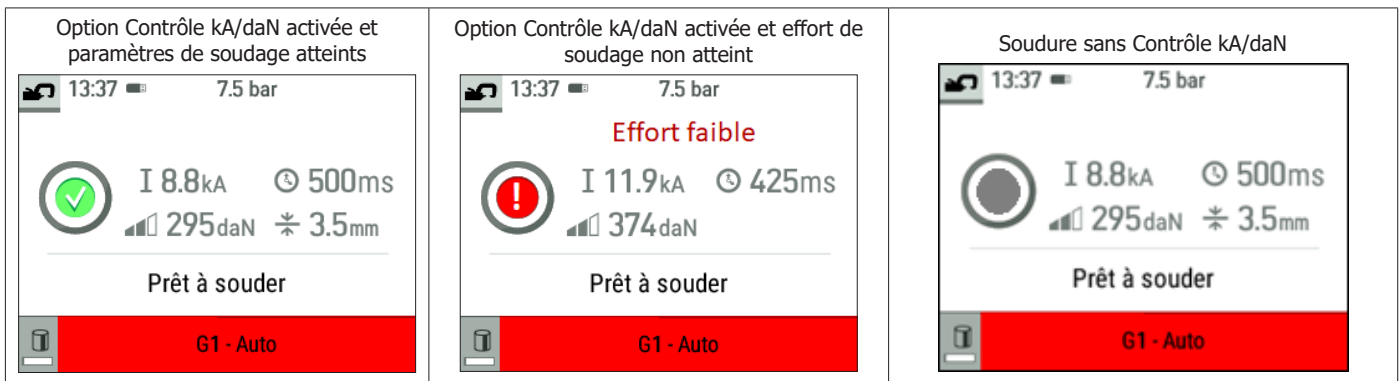 Option Contrôle kA/daN activée et
paramètres de soudage atteints
13:37 7.5 bar
I 8.8kA 500ms
295daN 3.5mm
Prêt à souder
G1 - Auto
Option Contrôle kA/daN activée et effort de
soudage non atteint
13:37 7.5 bar
Effort faible
I 11.9kA 425ms
374daN
Prêt à souder
G1 - Auto
Soudure sans Contrôle kA/daN
13:37 7.5 bar
I 8.8kA 500ms
295daN 3.5mm
Prêt à souder
G1 - Auto